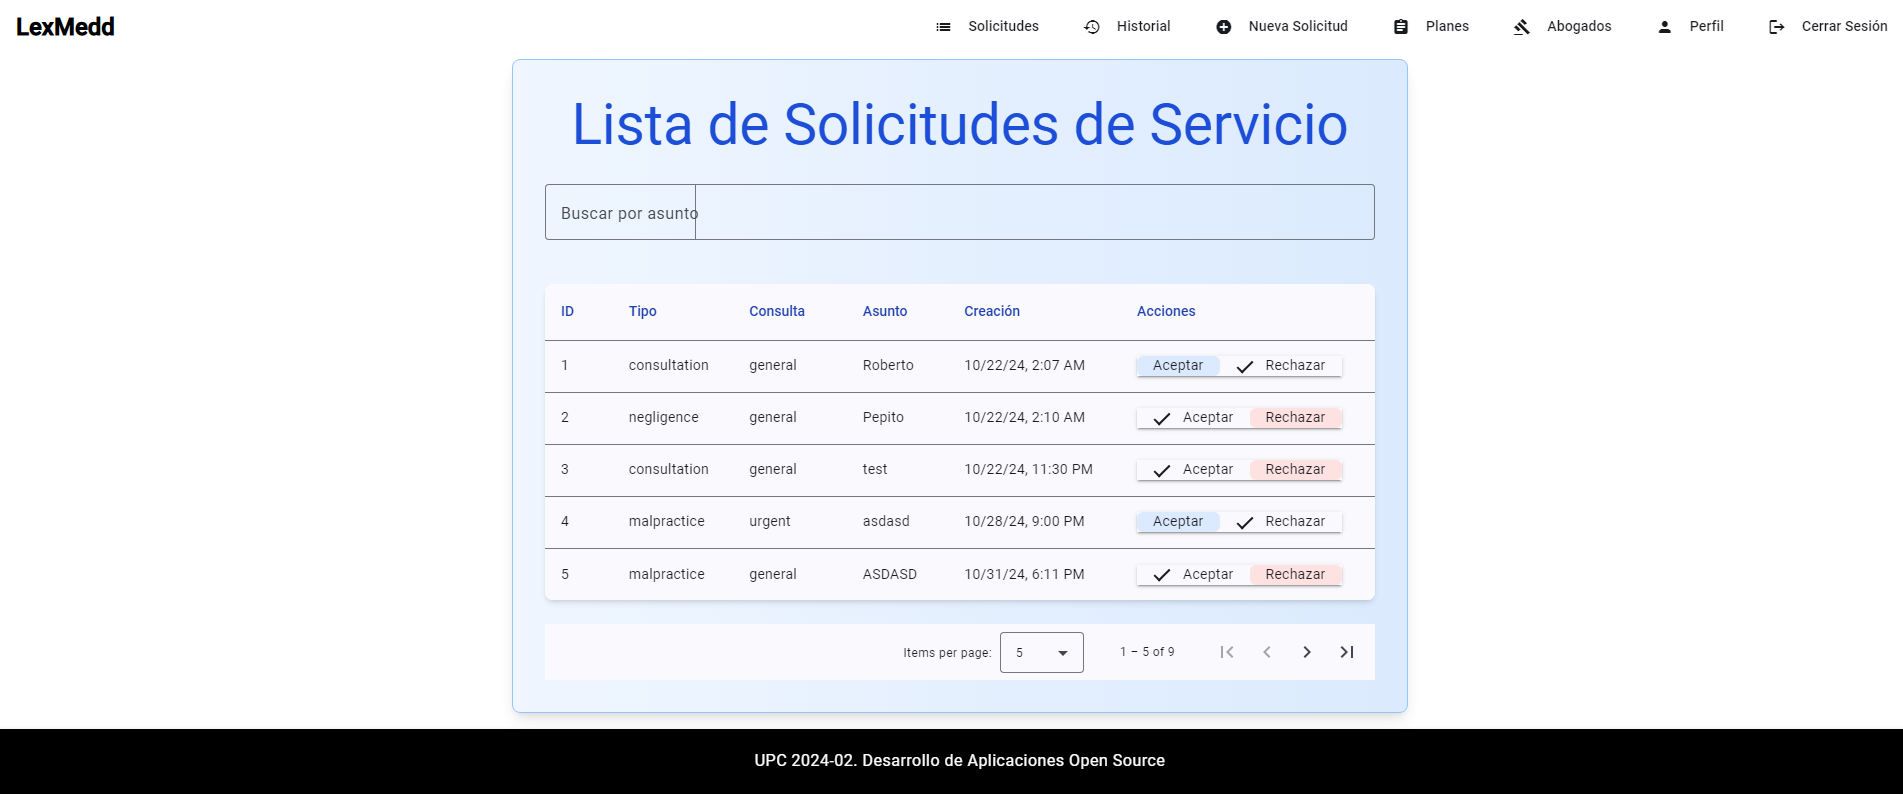 LexMedd Solicitudes Historial Nueva Solicitud Planes Abogados Perfil Cerrar Sesión
Lista de Solicitudes de Servicio
Buscar por asunto
ID Tipo Consulta Asunto Creación Acciones
1 consultation general Roberto 10/22/24, 2:07 AM Aceptar Rechazar
2 negligence general Pepito 10/22/24, 2:10 AM Aceptar Rechazar
3 consultation general test 10/22/24, 11:30 PM Aceptar Rechazar
4 malpractice urgent asdasd 10/28/24, 9:00 PM Aceptar Rechazar
5 malpractice general ASDASD 10/31/24, 6:11 PM Aceptar Rechazar
Items per page: 5 1 – 5 of 9
UPC 2024-02. Desarrollo de Aplicaciones Open Source